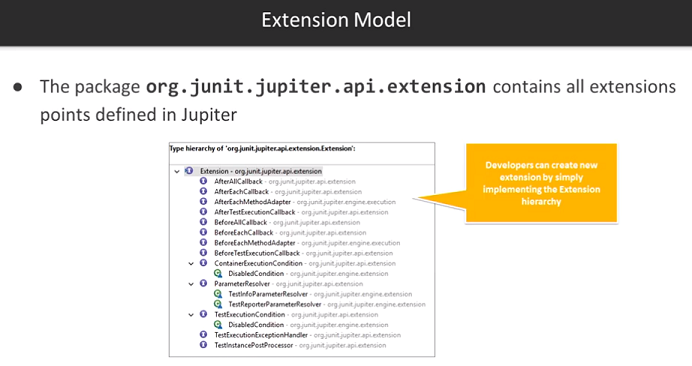 Extension Model
● The package org.junit.jupiter.api.extension contains all extensions
points defined in Jupiter
Type hierarchy of 'org.junit.jupiter.api.extension.Extension':
Extension - org.junit.jupiter.api.extension
AfterAllCallback - org.junit.jupiter.api.extension
AfterEachCallback - org.junit.jupiter.api.extension
AfterEachMethodAdapter - org.junit.jupiter.engine.execution
AfterTestExecutionCallback - org.junit.jupiter.api.extension
BeforeAllCallback - org.junit.jupiter.api.extension
BeforeEachCallback - org.junit.jupiter.api.extension
BeforeEachMethodAdapter - org.junit.jupiter.engine.execution
BeforeTestExecutionCallback - org.junit.jupiter.api.extension
ContainerExecutionCondition - org.junit.jupiter.api.extension
DisabledCondition - org.junit.jupiter.engine.extension
ParameterResolver - org.junit.jupiter.api.extension
TestInfoParameterResolver - org.junit.jupiter.engine.extension
TestReporterParameterResolver - org.junit.jupiter.engine.extension
TestExecutionCondition - org.junit.jupiter.api.extension
DisabledCondition - org.junit.jupiter.engine.extension
TestExecutionExceptionHandler - org.junit.jupiter.api.extension
TestInstancePostProcessor - org.junit.jupiter.api.extension
Developers can create new
extension by simply
implementing the Extension
hierarchy